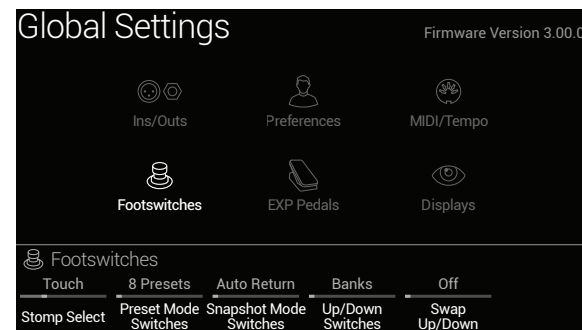 Global Settings
Firmware Version 3.00.0
Ins/Outs
Preferences
MIDI/Tempo
Footswitches
EXP Pedals
Displays
Footswitches
Touch
8 Presets
Auto Return
Banks
Off
Stomp Select
Preset Mode
Switches
Snapshot Mode
Switches
Up/Down
Switches
Swap
Up/Down